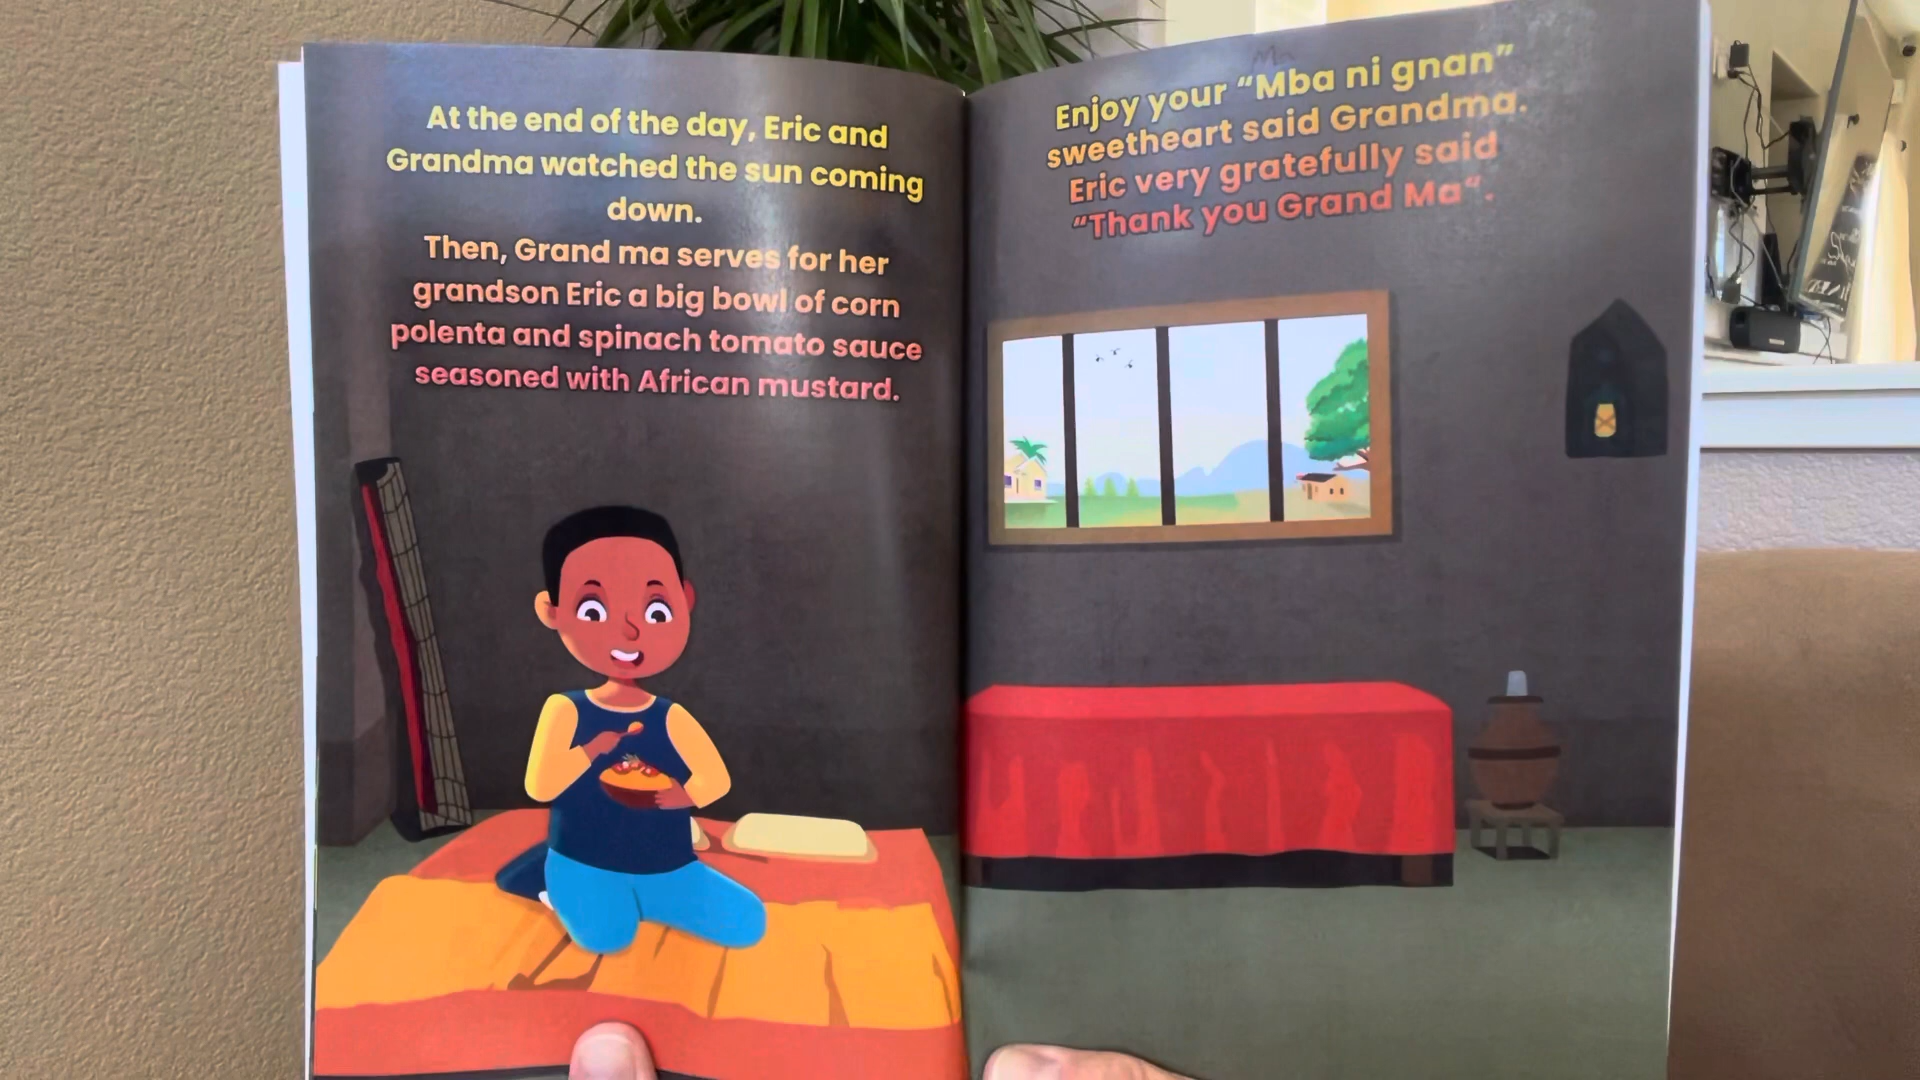 At the end of the day, Eric and
Grandma watched the sun coming
down.
Then, Grand ma serves for her
grandson Eric a big bowl of corn
polenta and spinach tomato sauce
seasoned with African mustard.
Ma
Enjoy your “Mba ni gnan”
sweetheart said Grandma.
Eric very gratefully said
“Thank you Grand Ma“.